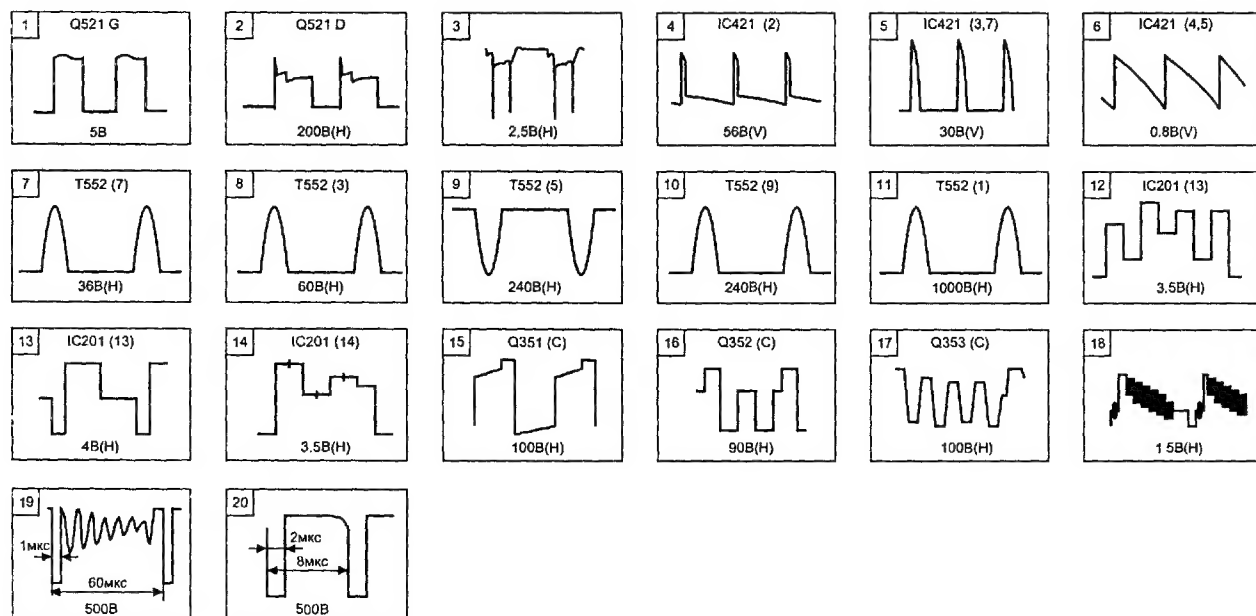 1 Q521 G
5В
2 Q521 D
200В(Н)
3
2,5В(Н)
4 IC421 (2)
56В(V)
5 IC421 (3,7)
30В(V)
6 IC421 (4,5)
0.8В(V)
7 T552 (7)
36В(Н)
8 T552 (3)
60В(Н)
9 T552 (5)
240В(Н)
10 T552 (9)
240В(Н)
11 T552 (1)
1000В(Н)
12 IC201 (13)
3.5В(Н)
13 IC201 (13)
4В(Н)
14 IC201 (14)
3.5В(Н)
15 Q351 (C)
100В(Н)
16 Q352 (C)
90В(Н)
17 Q353 (C)
100В(Н)
18
1 5В(Н)
19
1мкс
60мкс
500В
20
2мкс
8мкс
500В